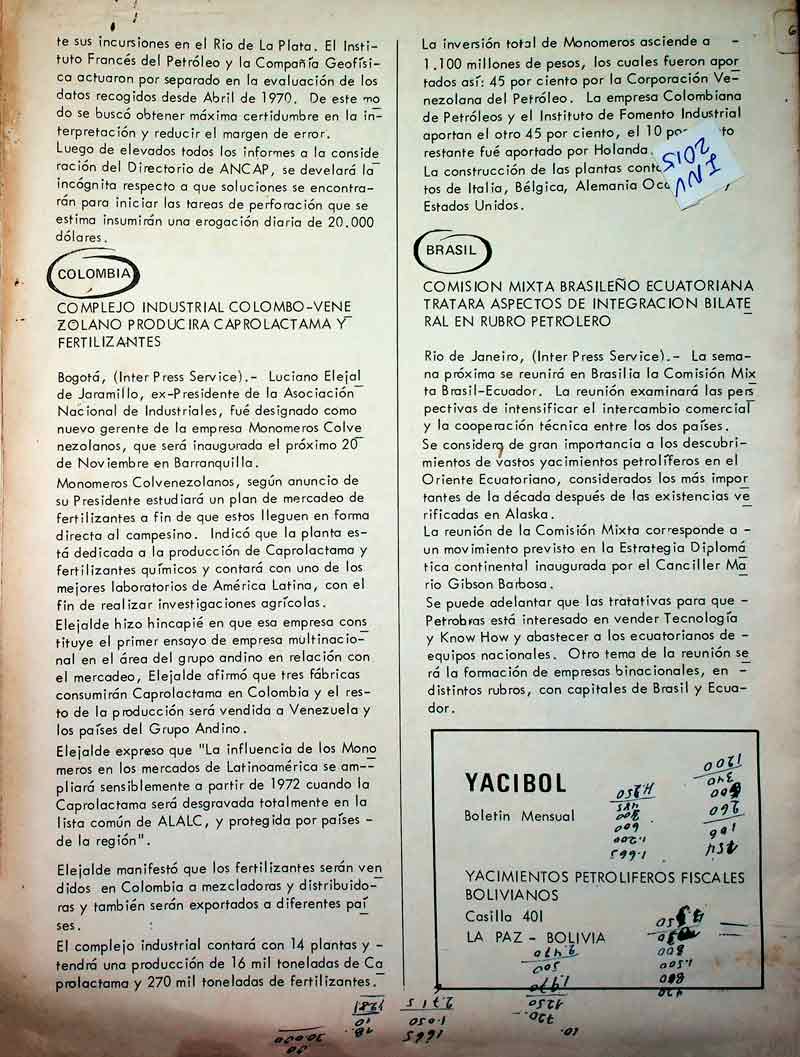 te sus incursiones en el Rio de La Plata. El Insti-
tuto Francés del Petróleo y la Compañía Geofísi-
ca actuaron por separado en la evaluación de los
datos recogidos desde Abril de 1970. De este mo
do se buscó obtener máxima certidumbre en la in-
terpretación y reducir el margen de error.
Luego de elevados todos los informes a la conside
ración del Directorio de ANCAP, se develará la
incógnita respecto a que soluciones se encontra-
rán para iniciar las tareas de perforación que se
estima insumirán una erogación diaria de 20.000
dólares.
COLOMBIA
COMPLEJO INDUSTRIAL COLOMBO-VENE
ZOLANO PRODUCIRA CAPROLACTAMA Y
FERTILIZANTES
Bogotá, (Inter Press Service).- Luciano Elejal
de Jaramillo, ex-Presidente de la Asociación
Nacional de Industriales, fué designado como
nuevo gerente de la empresa Monomeros Colve
nezolanos, que será inaugurada el próximo 20
de Noviembre en Barranquilla.
Monomeros Colvenezolanos, según anuncio de
su Presidente estudiará un plan de mercadeo de
fertilizantes a fin de que estos lleguen en forma
directa al campesino. Indicó que la planta es-
tá dedicada a la producción de Caprolactama y
fertilizantes químicos y contará con uno de los
mejores laboratorios de América Latina, con el
fin de realizar investigaciones agrícolas.
Elejalde hizo hincapié en que esa empresa cons
tituye el primer ensayo de empresa multinacio-
nal en el área del grupo andino en relación con
el mercadeo, Elejalde afirmó que tres fábricas
consumirán Caprolactama en Colombia y el res-
to de la producción será vendida a Venezuela y
los países del Grupo Andino.
Elejalde expreso que "La influencia de los Mono
meros en los mercados de Latinoamérica se am--
pliará sensiblemente a partir de 1972 cuando la
Caprolactama será desgravada totalmente en la
lista común de ALALC, y protegida por países -
de la región".
Elejalde manifestó que los fertilizantes serán ven
didos en Colombia a mezcladoras y distribuido-
ras y también serán exportados a diferentes paí
ses. :
El complejo industrial contará con 14 plantas y -
tendrá una producción de 16 mil toneladas de Ca
prolactama y 270 mil toneladas de fertilizantes.
La inversión total de Monomeros asciende a -
1.100 millones de pesos, los cuales fueron apor
tados así: 45 por ciento por la Corporación Ve-
nezolana del Petróleo. La empresa Colombiana
de Petróleos y el Instituto de Fomento Industrial
aportan el otro 45 por ciento, el 10 to
restante fué aportado por Holanda.
La construcción de las plantas
tos de Italia, Bélgica, Alemania
Estados Unidos.
INV
2015
BRASIL
COMISION MIXTA BRASILEÑO ECUATORIANA
TRATARA ASPECTOS DE INTEGRACION BILATE
RAL EN RUBRO PETROLERO
Rio de Janeiro, (Inter Press Service).- La sema-
na próxima se reunirá en Brasilia la Comisión Mix
ta Brasil-Ecuador. La reunión examinará las pers
pectivas de intensificar el intercambio comercial
y la cooperación técnica entre los dos países.
Se considera de gran importancia a los descubri-
mientos de vastos yacimientos petrolíferos en el
Oriente Ecuatoriano, considerados los más impor
tantes de la década después de las existencias ve
rificadas en Alaska.
La reunión de la Comisión Mixta corresponde a -
un movimiento previsto en la Estrategia Diplomá
tica continental inaugurada por el Canciller Ma
rio Gibson Barbosa.
Se puede adelantar que las tratativas para que -
Petrobras está interesado en vender Tecnología
y Know How y abastecer a los ecuatorianos de -
equipos nacionales. Otro tema de la reunión se
rá la formación de empresas binacionales, en -
distintos rubros, con capitales de Brasil y Ecua-
dor.
YACIBOL
Boletin Mensual
YACIMIENTOS PETROLIFEROS FISCALES
BOLIVIANOS
Casilla 401
LA PAZ - BOLIVIA